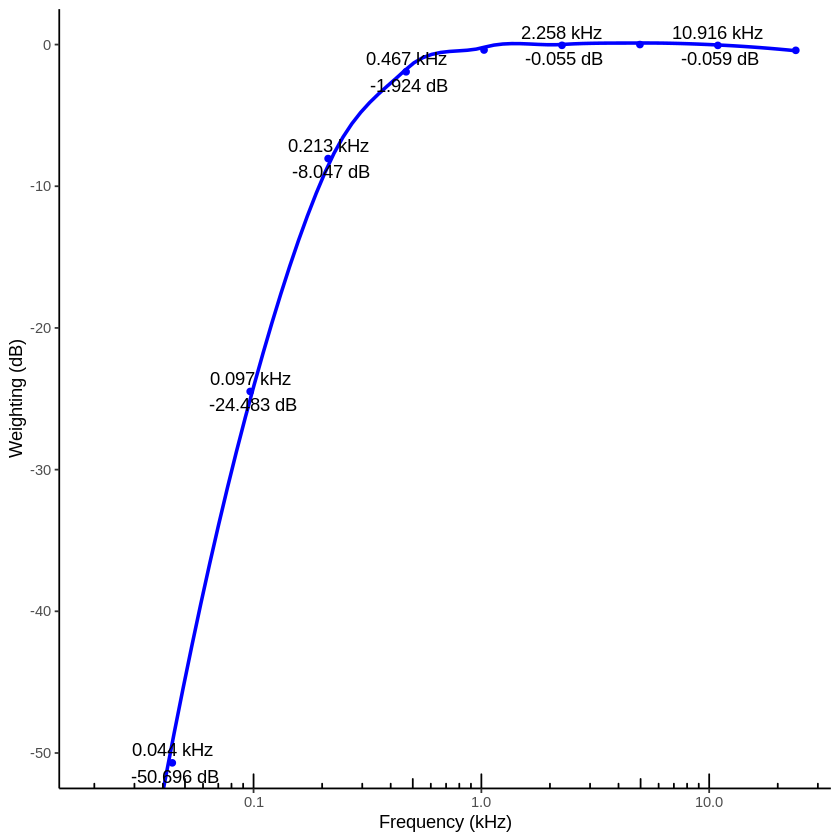 0
2.258 kHz
10.916 kHz
0.467 kHz
-0.055 dB
-0.059 dB
-1.924 dB
0.213 kHz
-8.047 dB
-10
-20
Weighting (dB)
0.097 kHz
-24.483 dB
-30
-40
0.044 kHz
-50
-50.696 dB
0.1
1.0
10.0
Frequency (kHz)